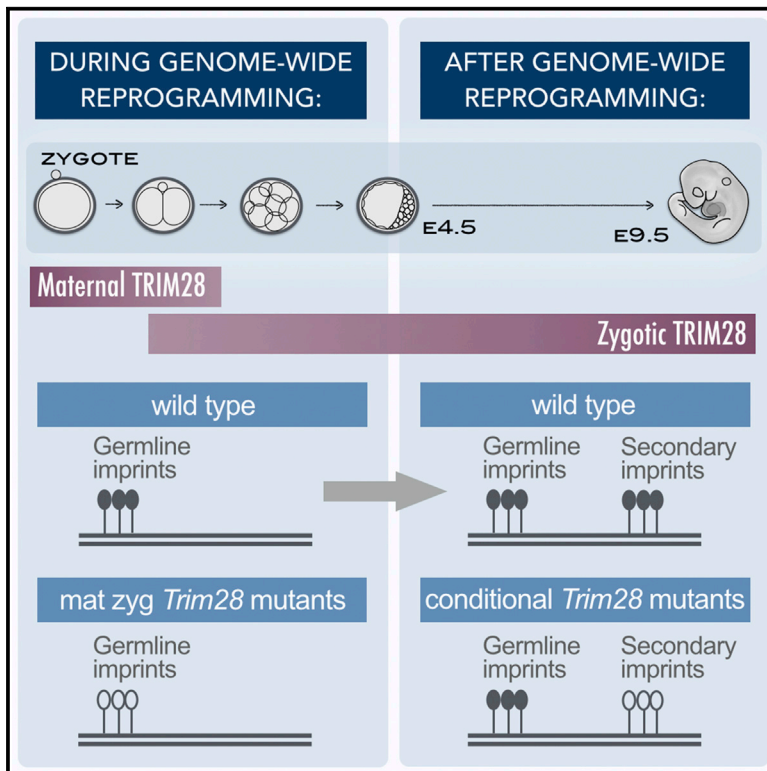 DURING GENOME-WIDE
REPROGRAMMING:
AFTER GENOME-WIDE
REPROGRAMMING:
ZYGOTE
E4.5
E9.5
Maternal TRIM28
Zygotic TRIM28
wild type
wild type
Germline
imprints
Germline
imprints
Secondary
imprints
mat zyg Trim28 mutants
conditional Trim28 mutants
Germline
imprints
Germline
imprints
Secondary
imprints